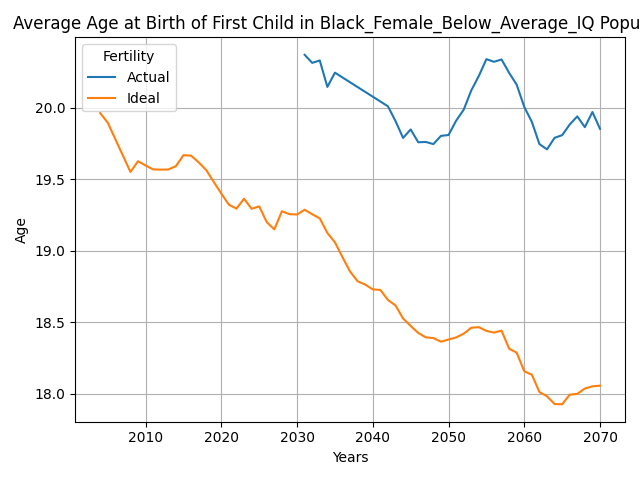 Average Age at Birth of First Child in Black_Female_Below_Average_IQ Popu
Fertility
Actual
Ideal
20.0
19.5
19.0
18.5
18.0
Age
2010 2020 2030 2040 2050 2060 2070
Years